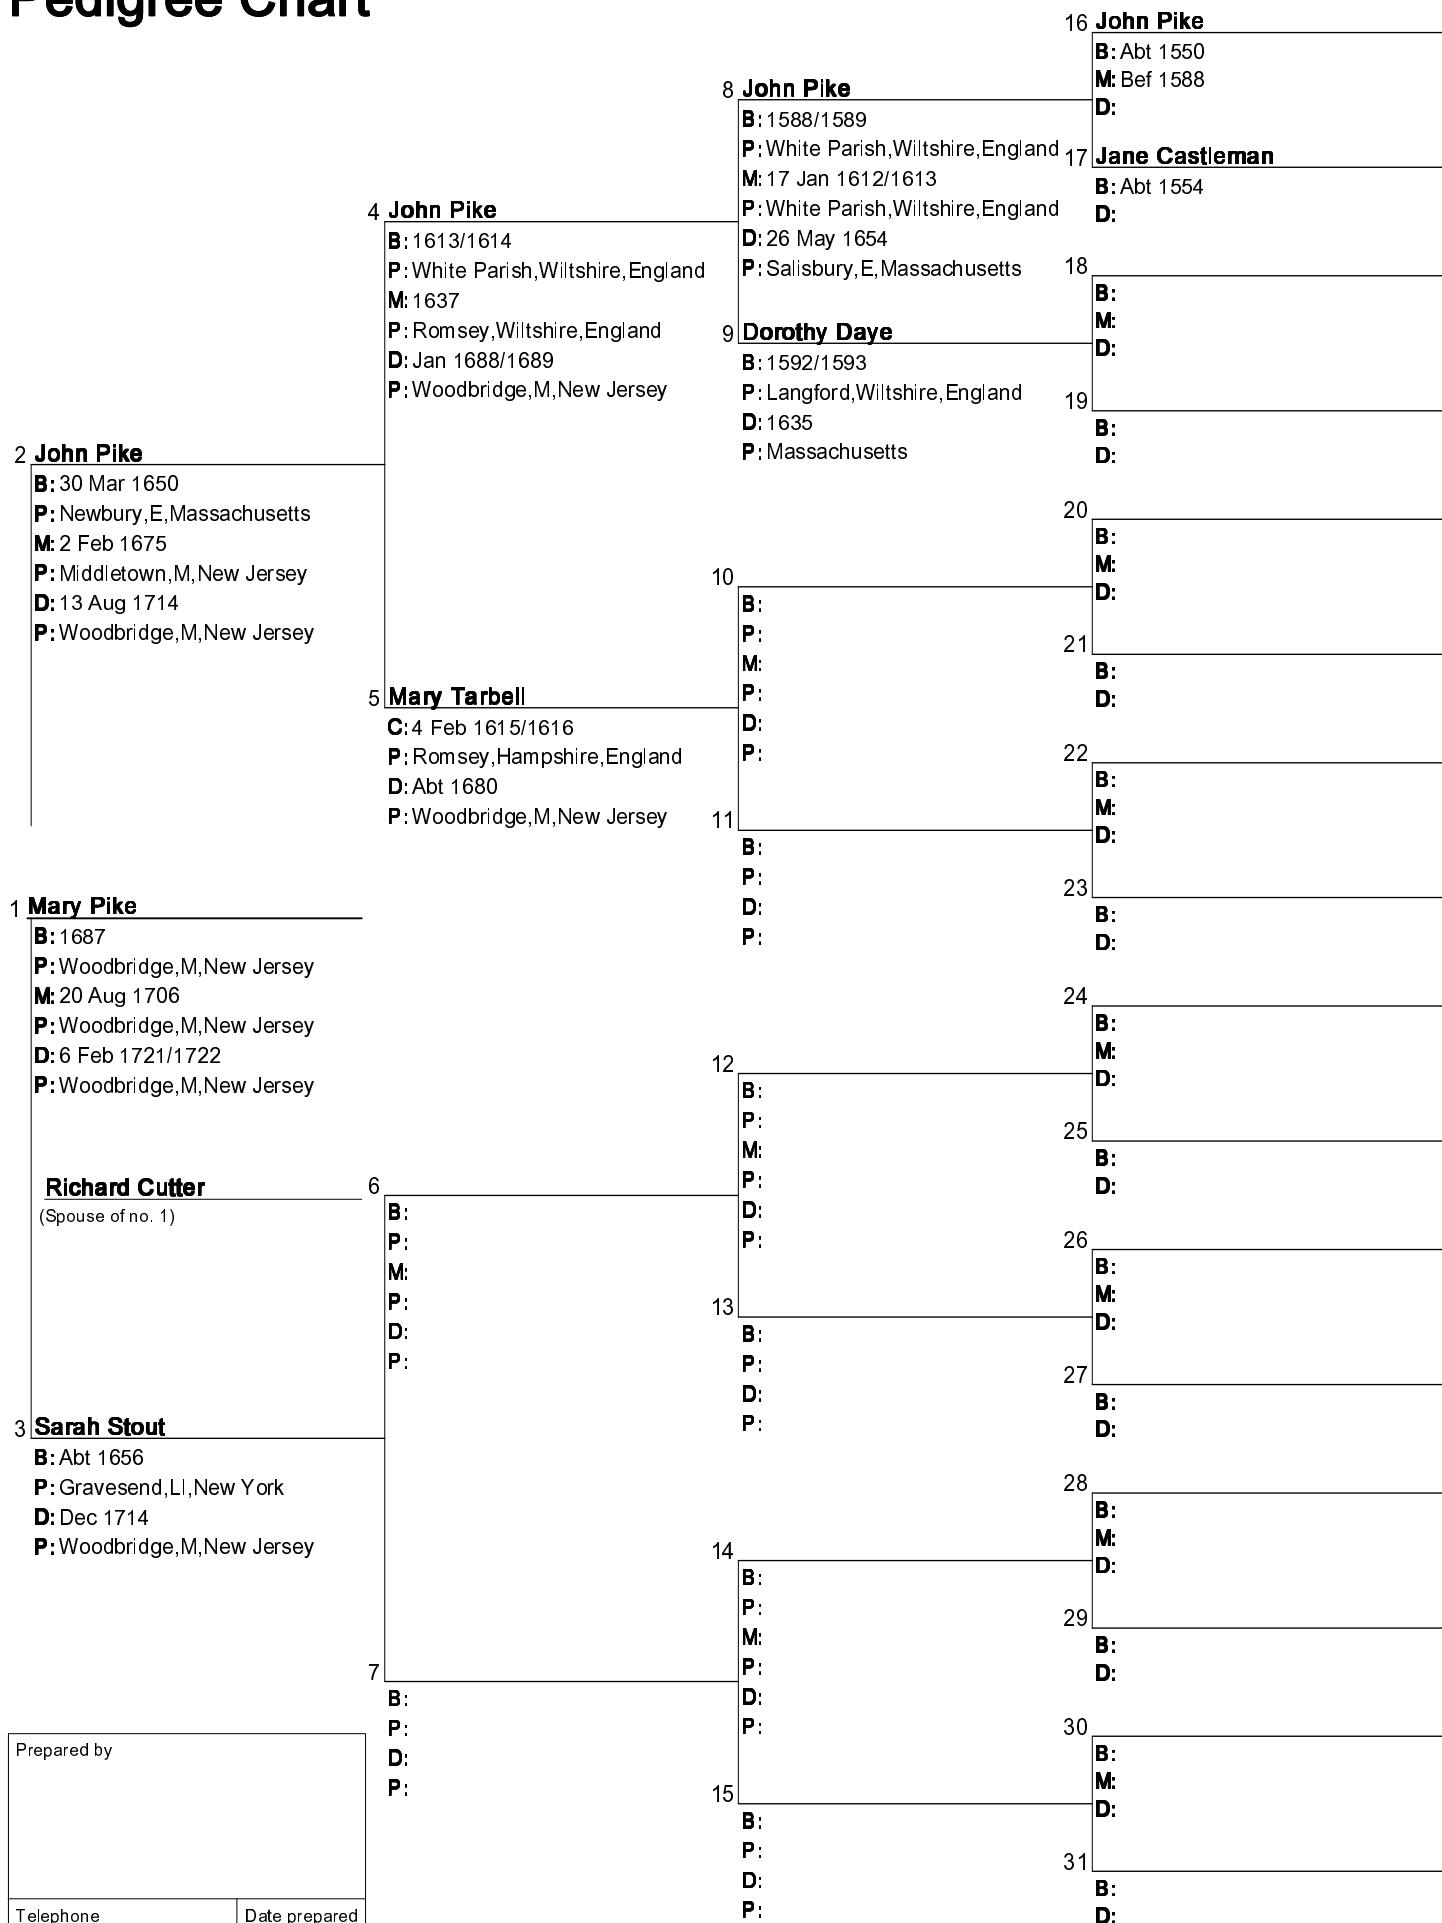 Pedigree Chart
16 John Pike
B: Abt 1550
M: Bef 1588
D:
8 John Pike
B: 1588/1589
P: White Parish,Wiltshire,England
M: 17 Jan 1612/1613
P: White Parish,Wiltshire,England
D: 26 May 1654
P: Salisbury,E,Massachusetts
17 Jane Castleman
B: Abt 1554
D:
4 John Pike
B: 1613/1614
P: White Parish,Wiltshire,England
M: 1637
P: Romsey,Wiltshire,England
D: Jan 1688/1689
P: Woodbridge,M,New Jersey
18
B:
M:
D:
9 Dorothy Daye
B: 1592/1593
P: Langford,Wiltshire,England
D: 1635
P: Massachusetts
19
B:
D:
2 John Pike
B: 30 Mar 1650
P: Newbury,E,Massachusetts
M: 2 Feb 1675
P: Middletown,M,New Jersey
D: 13 Aug 1714
P: Woodbridge,M,New Jersey
20
B:
M:
D:
10
B:
P:
M:
P:
D:
P:
21
B:
D:
5 Mary Tarbell
C: 4 Feb 1615/1616
P: Romsey,Hampshire,England
D: Abt 1680
P: Woodbridge,M,New Jersey
22
B:
M:
D:
11
B:
P:
D:
P:
23
B:
D:
1 Mary Pike
B: 1687
P: Woodbridge,M,New Jersey
M: 20 Aug 1706
P: Woodbridge,M,New Jersey
D: 6 Feb 1721/1722
P: Woodbridge,M,New Jersey
24
B:
M:
D:
12
B:
P:
M:
P:
D:
P:
25
B:
D:
Richard Cutter
(Spouse of no. 1)
6
B:
P:
M:
P:
D:
P:
26
B:
M:
D:
13
B:
P:
D:
P:
27
B:
D:
3 Sarah Stout
B: Abt 1656
P: Gravesend,LI,New York
D: Dec 1714
P: Woodbridge,M,New Jersey
28
B:
M:
D:
14
B:
P:
M:
P:
D:
P:
29
B:
D:
7
B:
P:
D:
P:
30
B:
M:
D:
15
B:
P:
D:
P:
31
B:
D:
Prepared by
Telephone
Date prepared